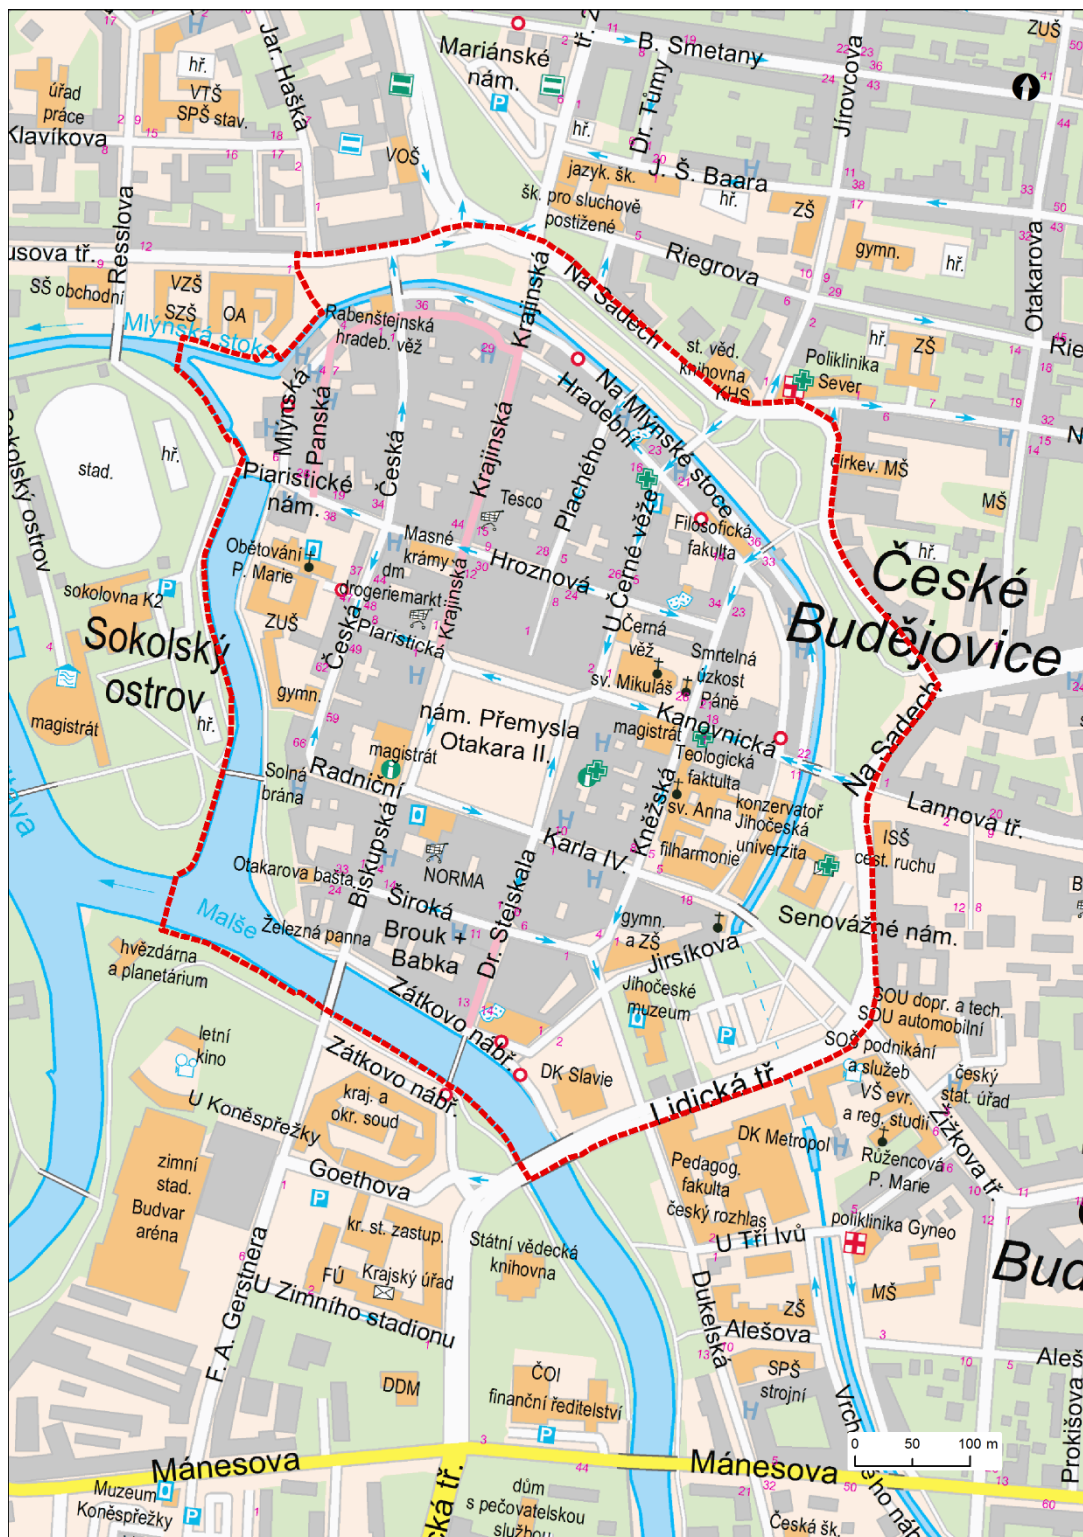 Mariánské
nám.
B. Smetany
Jírovcova
ZUŠ
Jar. Haška
hř.
úřad
práce
VTŠ
SPŠ stav.
Klavíkova
VOŠ
Dr. Tůmy
hř.
hř.
jazyk. šk.
J. Š. Baara
hř.
ZŠ
šk. pro sluchově
postižené
gymn.
hř.
Riegrova
Otakarova
Resslova
usova tř.
SŠ obchodní
VZŠ
SZŠ
OA
Mlýnská stok
Rabenštejnská
hradeb. věž
Krajinská
Na Sadech
st. věd.
knihovna
KHS
Poliklinika
Sever
hř.
ZŠ
Rie
Na Mlýnské stoce
Hradební
Mlýnská
Panská
Česká
Krajinská
Plachého
U Černé věže
církev. MŠ
MŠ
hř.
Sokolský ostrov
stad.
hř.
Piaristické
nám.
Tesco
Filosofická
fakulta
Masné
krámy
Hroznová
Obětování
P. Marie
dm
drogeriemarkt
Krajinská
Piaristická
Česká
ZUŠ
gymn.
sokolovna K2
Sokolský
ostrov
hř.
magistrát
České
Budějovice
Černá
věž
Smrtelná
úzkost
Páně
sv. Mikuláš
Kanovnická
magistrát
Teologická
faktulta
nám. Přemysla
Otakara II.
magistrát
Radniční
Solná
brána
Biskupská
Na Sadech
Lannova tř.
Kněžská
sv. Anna
konzervatoř
Jihočeská
univerzita
filharmonie
Karla IV.
ISŠ
cest. ruchu
Otakarova bašta
NORMA
Široká
Dr. Stejskala
Brouk +
Babka
Železná panna
Malše
hvězdárna
a planetárium
gymn.
a ZŠ
Jirsíkova
Senovážné nám.
Jihočeské
muzeum
SOU dopr. a tech.
SOU automobilní
SOŠ podnikání
a služeb
Zátkovo nábř.
Zátkovo nábř.
letní
kino
DK Slavie
Lidická tř.
VŠ evr.
a reg. studií
český
stat. úřad
Žižkova tř.
U Koněspřežky
kraj. a
okr. soud
DK Metropol
Růžencová
P. Marie
zimní
stad.
Budvar
aréna
Goethova
Pedagog.
fakulta
český rozhlas
poliklinika Gyneo
U Tří lvů
kr. st. zastup.
Státní vědecká
knihovna
FÚ
Krajský úřad
U Zimního stadionu
F. A. Gerstnera
Dukelská
ZŠ
MŠ
Bud
Alešova
Aleš
SPŠ
strojní
DDM
ČOI
finanční ředitelství
Prokišova
0 50 100 m
Mánesova
Mánesova
Muzeum
Koněspřežky
dům
s pečovatelskou
službou
Česká šk.